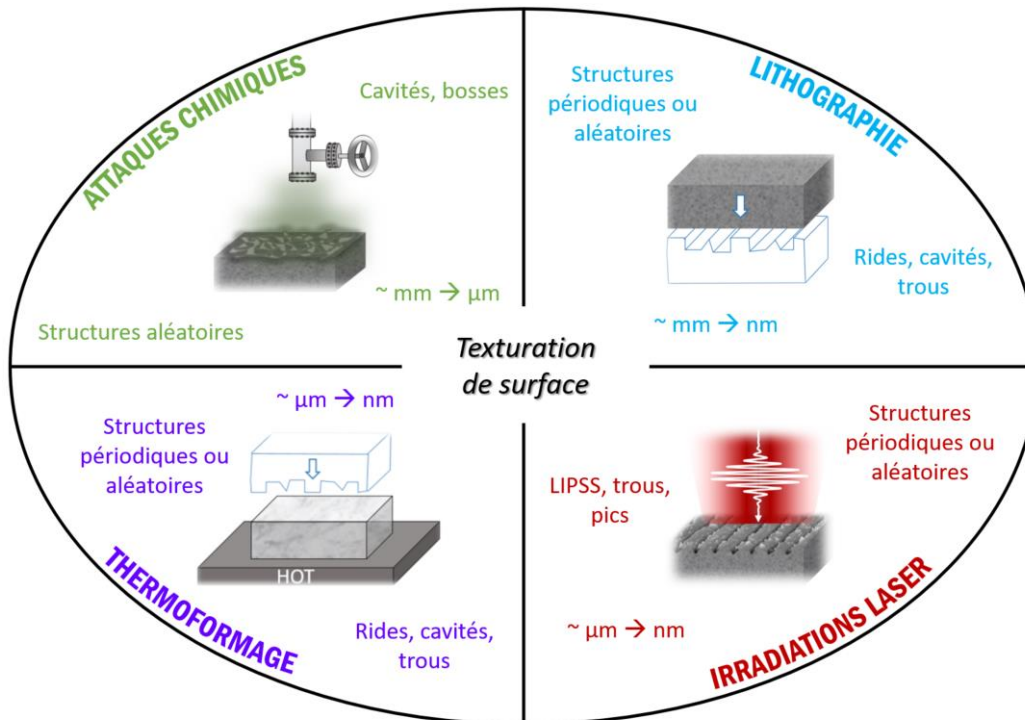 ATTAQUES CHIMIQUES
Cavités, bosses
~ mm → µm
Structures aléatoires
LITHOGRAPHIE
Structures
périodiques ou
aléatoires
Rides, cavités,
trous
~ mm → nm
Texturation
de surface
~ µm → nm
Structures
périodiques ou
aléatoires
HOT
THERMOFORMAGE
Rides, cavités,
trous
Structures
périodiques ou
aléatoires
LIPSS, trous,
pics
~ µm → nm
IRRADIATIONS LASER